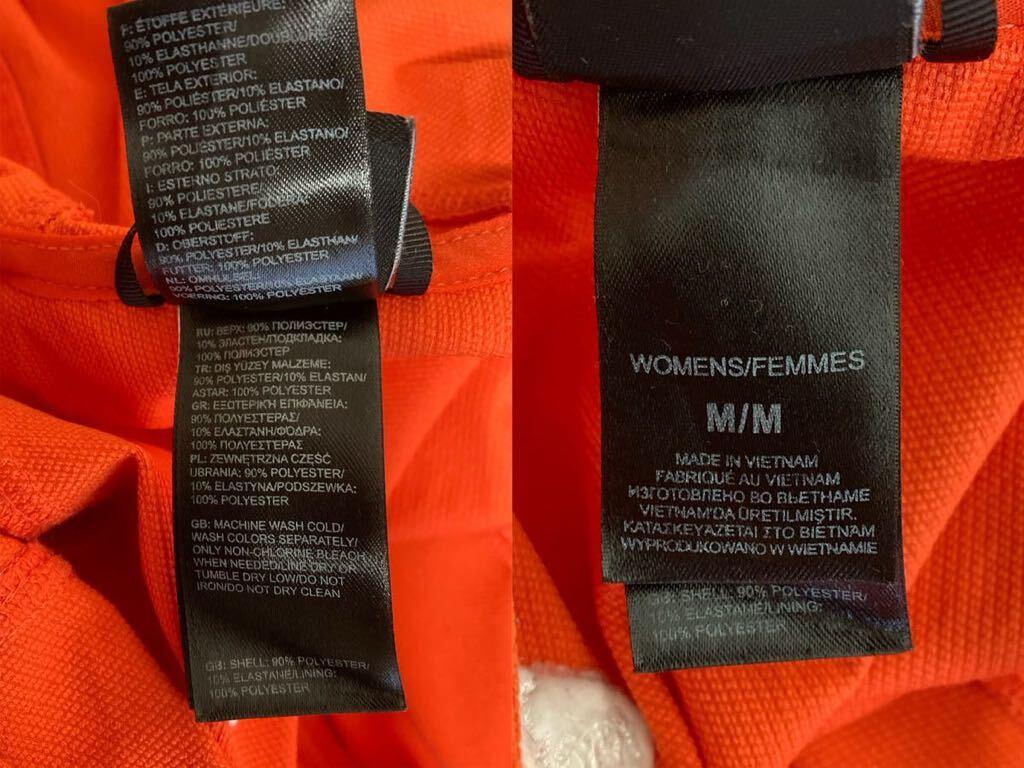 F: ÉTOFFE EXTÉRIEURE:
90% POLYESTER/
10% ELASTHANNE/DOUBLURE
100% POLYESTER
E: TELA EXTERIOR:
90% POLIÉSTER/10% ELASTANO/
FORRO: 100% POLIÉSTER
P: PARTE EXTERNA:
90% POLIÉSTER/10% ELASTANO/
FORRO: 100% POLIÉSTER
I: ESTERNO STRATO:
90% POLIESTERE/
10% ELASTANE/FODERA:
100% POLIESTERE
D: OBERSTOFF:
90% POLYESTER/10% ELASTHAN/
FUTTER: 100% POLYESTER
NL: OMHULSEL:
90% POLYESTER/10% ELASTAAN/
VOERING: 100% POLYESTER
RU: ВЕРХ: 90% ПОЛИЭСТЕР/
10% ЭЛАСТЕН/ПОДКЛАДКА:
100% ПОЛИЭСТЕР
TR: DIŞ YÜZEY MALZEME:
90% POLYESTER/10% ELASTAN/
ASTAR: 100% POLYESTER
GR: ΕΞΩΤΕΡΙΚΗ ΕΠΙΦΑΝΕΙΑ:
90% ΠΟΛΥΕΣΤΕΡΑΣ/
10% ΕΛΑΣΤΑΝΗ/ΦΟΔΡΑ:
100% ΠΟΛΥΕΣΤΕΡΑΣ
PL: ZEWNĘTRZNA CZĘŚĆ
UBRANIA: 90% POLYESTER/
10% ELASTYNA/PODSZEWKA:
100% POLYESTER
GB: MACHINE WASH COLD/
WASH COLORS SEPARATELY/
ONLY NON-CHLORINE BLEACH
WHEN NEEDED/LINE DRY OR
TUMBLE DRY LOW/DO NOT
IRON/DO NOT DRY CLEAN
GB: SHELL: 90% POLYESTER/
10% ELASTANE/LINING:
100% POLYESTER
WOMENS/FEMMES
M/M
MADE IN VIETNAM
FABRIQUÉ AU VIETNAM
ИЗГОТОВЛЕНО ВО ВЬЕТНАМЕ
VIETNAM'DA ÜRETILMIŞTIR.
ΚΑΤΑΣΚΕΥΑΖΕΤΑΙ ΣΤΟ ΒΙΕΤΝΑΜ
WYPRODUKOWANO W WIETNAMIE
GB: SHELL: 90% POLYESTER/
10% ELASTANE/LINING:
100% POLYESTER